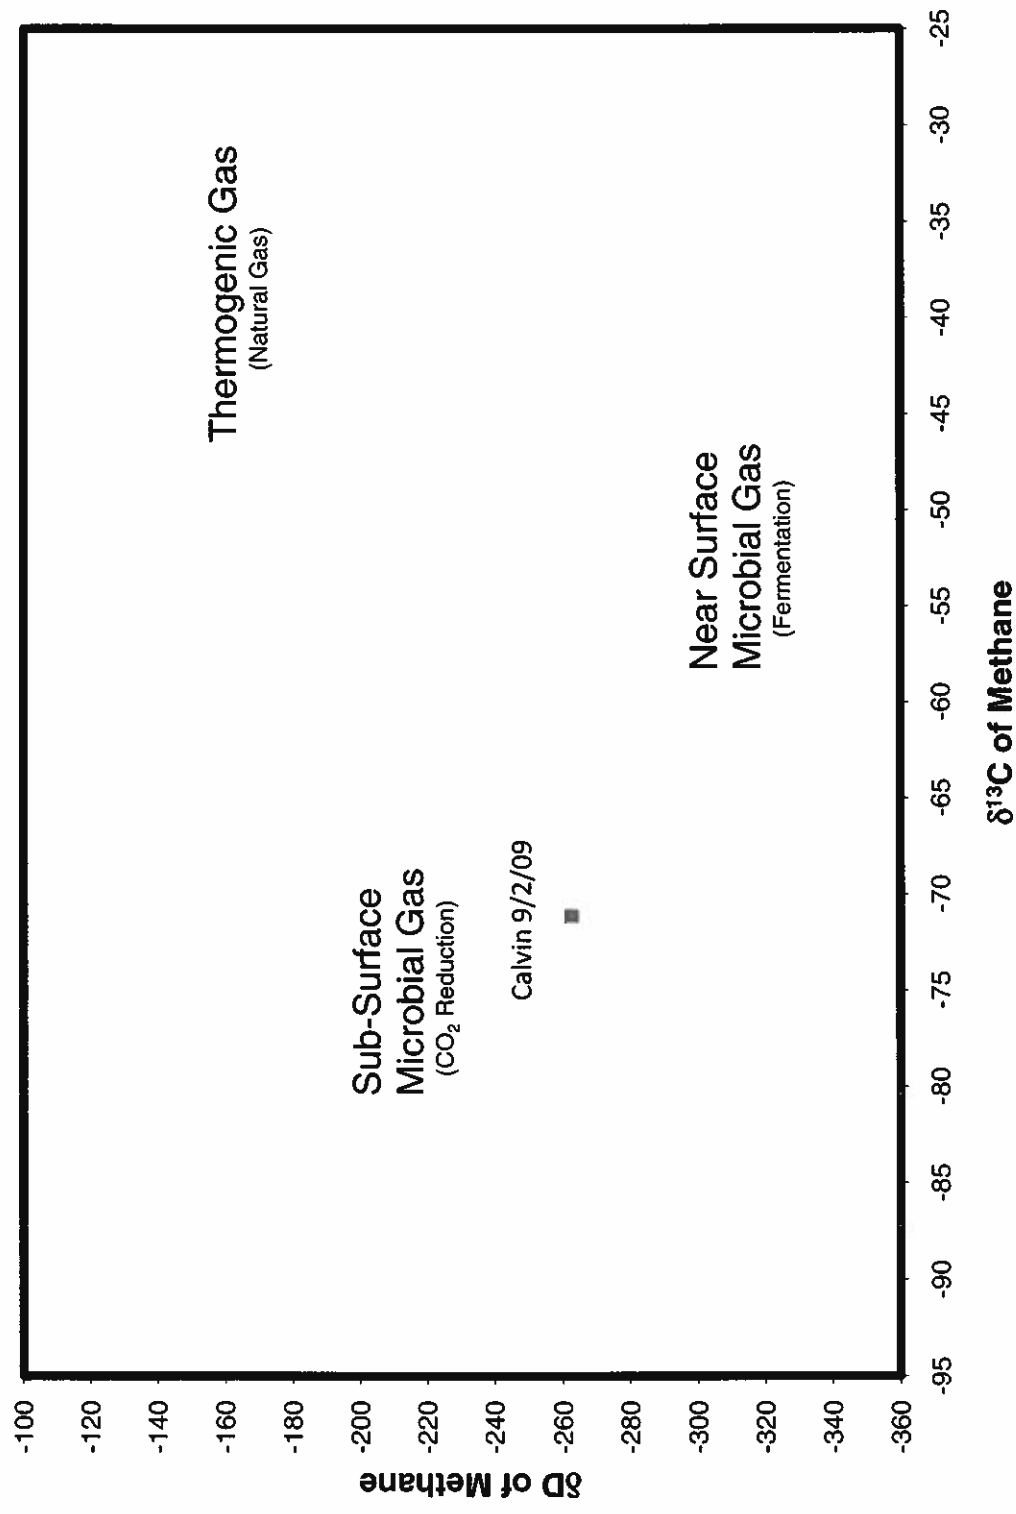 Thermogenic Gas
(Natural Gas)
Sub-Surface
Microbial Gas
(CO₂ Reduction)
Calvin 9/2/09
Near Surface
Microbial Gas
(Fermentation)
δD of Methane
-100
-120
-140
-160
-180
-200
-220
-240
-260
-280
-300
-320
-340
-360
-95
-90
-85
-80
-75
-70
-65
-60
-55
-50
-45
-40
-35
-30
-25
δ¹³C of Methane